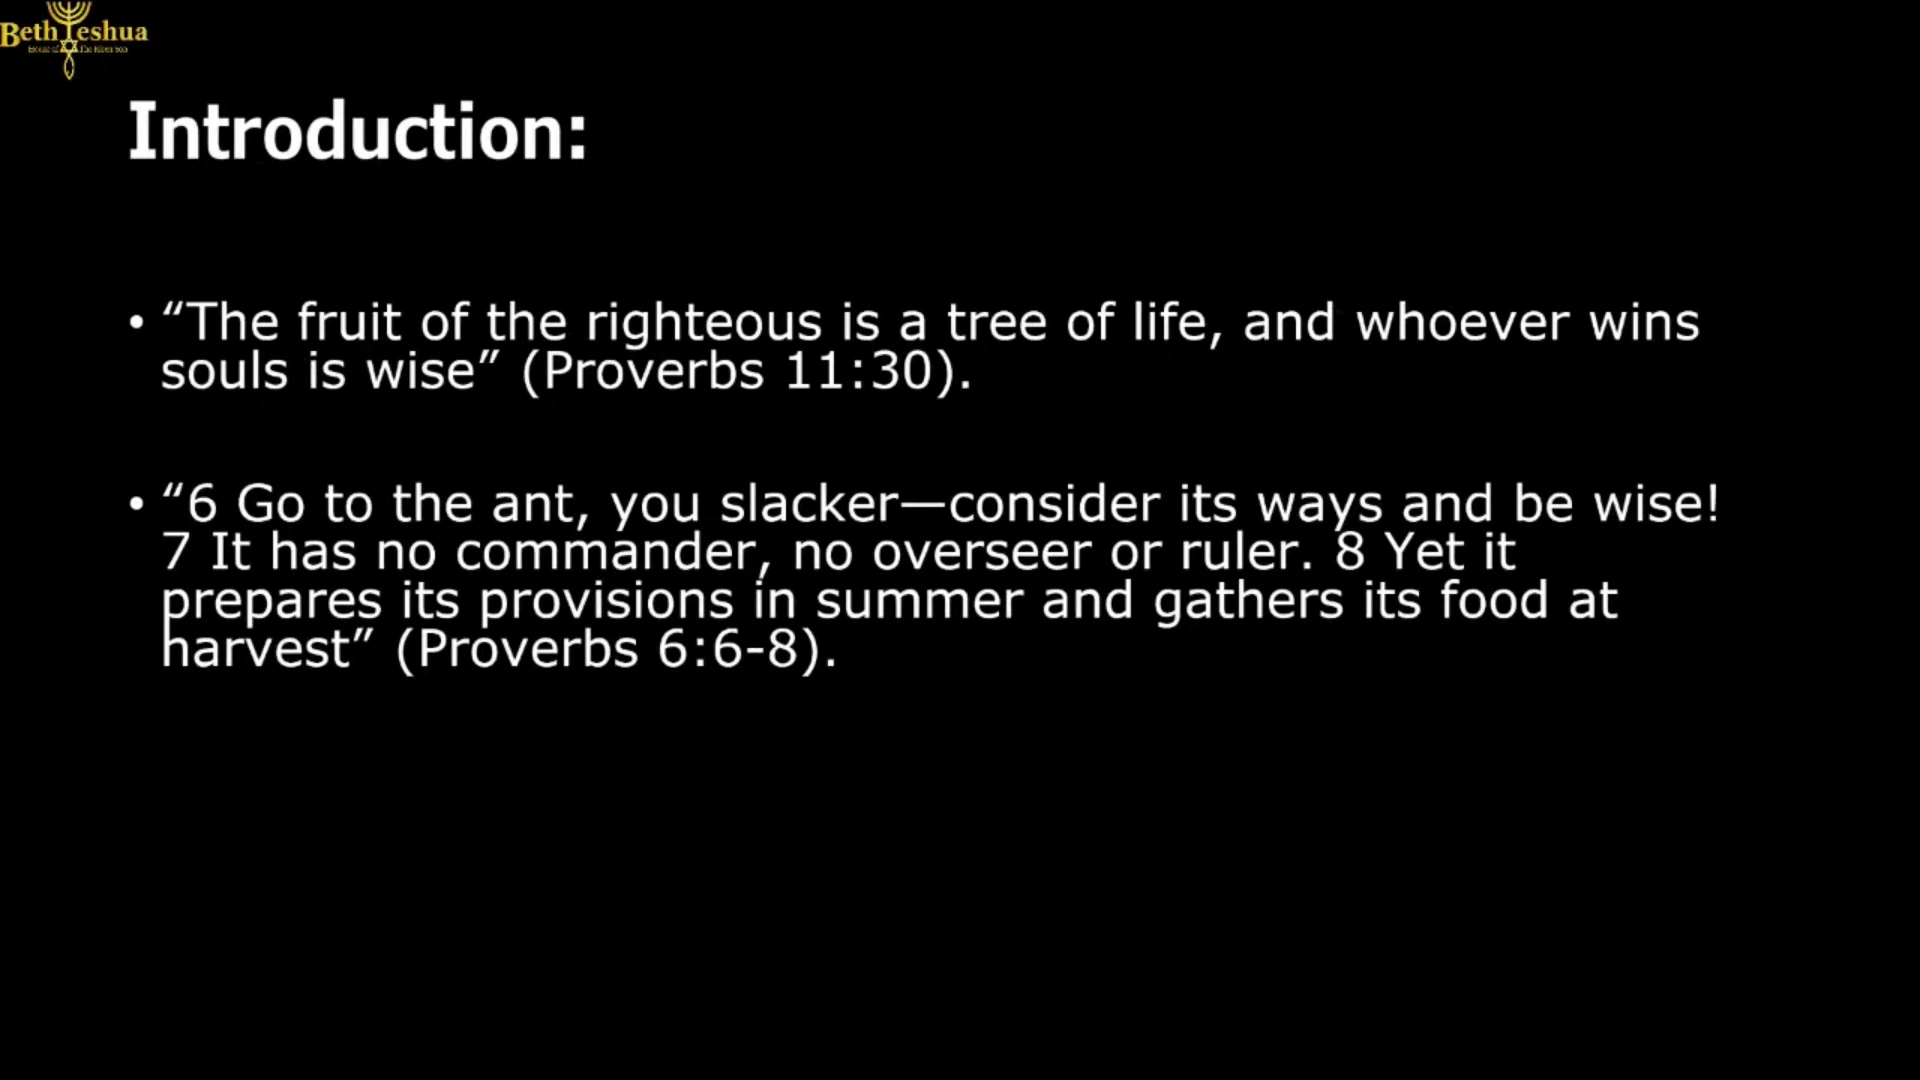 Beth Yeshua
Introduction:
• “The fruit of the righteous is a tree of life, and whoever wins
souls is wise” (Proverbs 11:30).
• “6 Go to the ant, you slacker—consider its ways and be wise!
7 It has no commander, no overseer or ruler. 8 Yet it
prepares its provisions in summer and gathers its food at
harvest” (Proverbs 6:6-8).